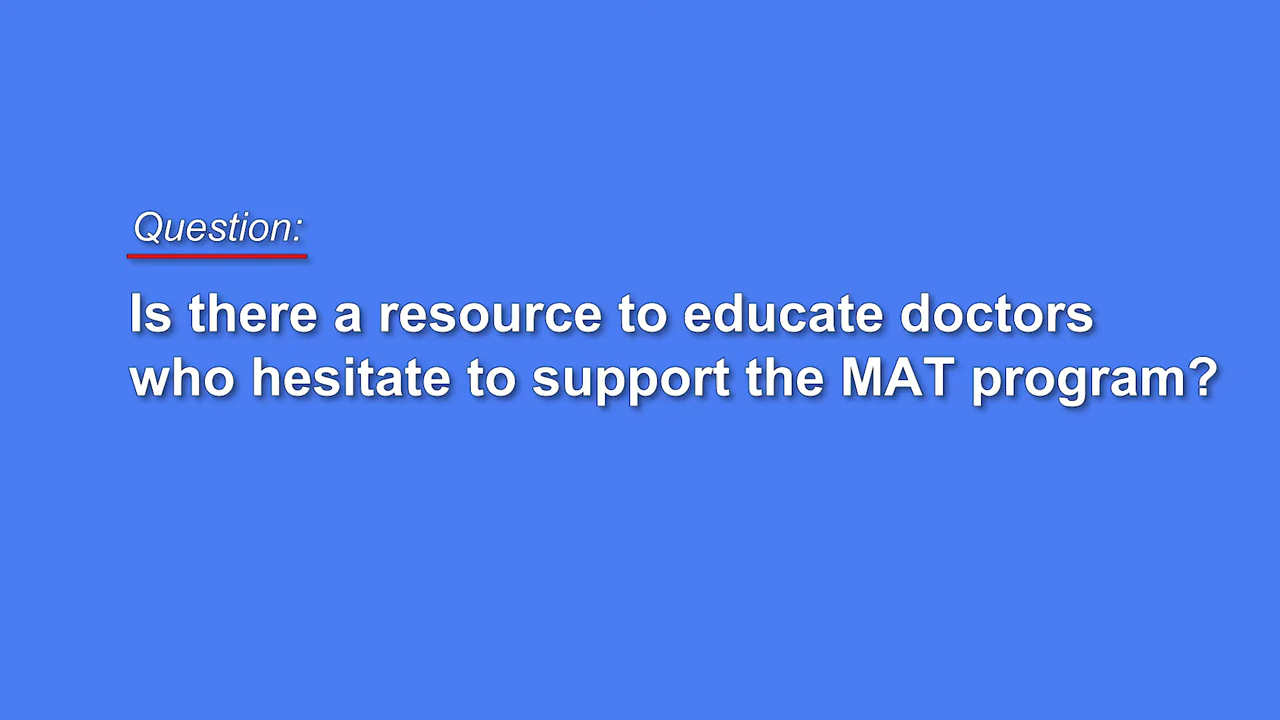 Question:
Is there a resource to educate doctors
who hesitate to support the MAT program?